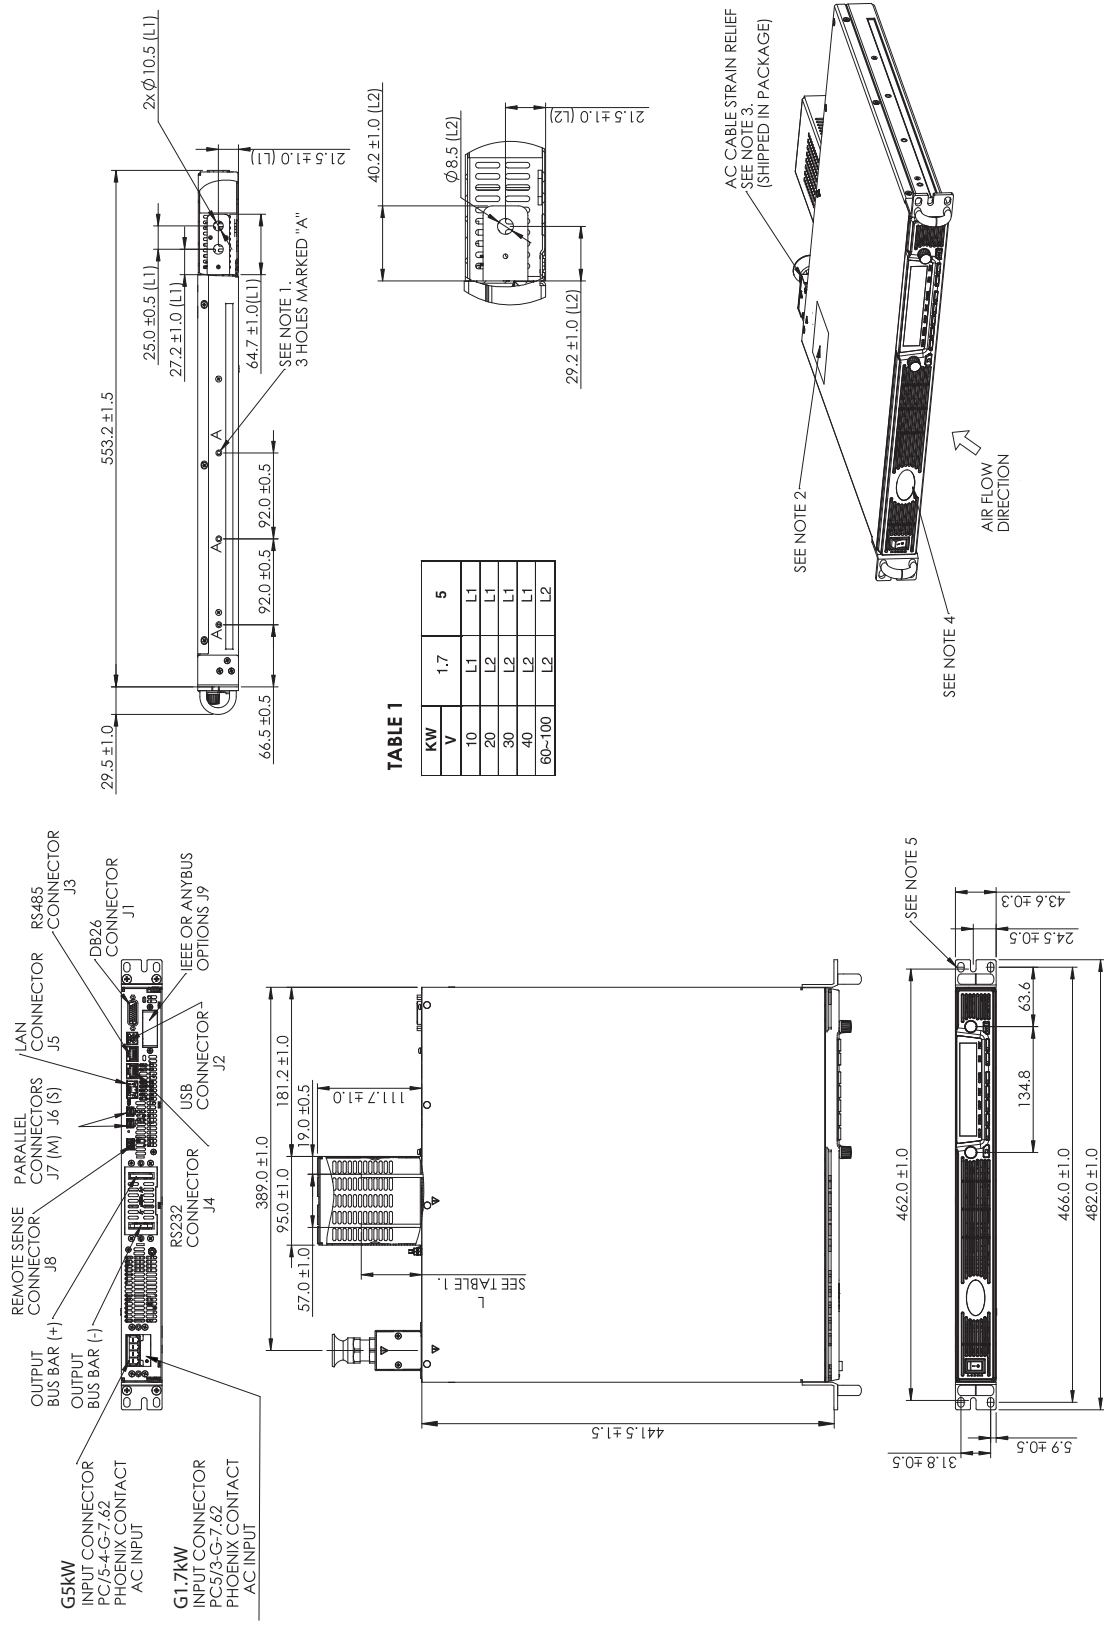 G5kW
INPUT CONNECTOR
PC/5-4-G-7.62
PHOENIX CONTACT
AC INPUT
G1.7kW
INPUT CONNECTOR
PC5/3-G-7.62
PHOENIX CONTACT
AC INPUT
OUTPUT
BUS BAR (+)
OUTPUT
BUS BAR (-)
REMOTE SENSE
CONNECTOR
J8
PARALLEL
CONNECTORS
J7 (M) J6 (S)
LAN
CONNECTOR
J5
RS485
CONNECTOR
J3
DB26
CONNECTOR
J1
IEEE OR ANYBUS
OPTIONS J9
USB
CONNECTOR
J2
RS232
CONNECTOR
J4
29.5 ±1.0
553.2 ±1.5
25.0 ±0.5 (L1)
27.2 ±1.0 (L1)
2x Ø10.5 (L1)
21.5 ±1.0 (L1)
64.7 ±1.0(L1)
A
A
A
66.5 ±0.5
92.0 ±0.5
92.0 ±0.5
SEE NOTE 1.
3 HOLES MARKED "A"
389.0 ±1.0
95.0 ±1.0
181.2 ±1.0
57.0 ±1.0
19.0 ±0.5
111.7 ±1.0
L
SEE TABLE 1.
441.5 ±1.5
TABLE 1
KW 1.7 5
V
10 L1 L1
20 L2 L1
30 L2 L1
40 L2 L1
60~100 L2 L2
40.2 ±1.0 (L2)
Ø8.5 (L2)
21.5 ±1.0 (L2)
29.2 ±1.0 (L2)
AC CABLE STRAIN RELIEF
SEE NOTE 3.
(SHIPPED IN PACKAGE)
SEE NOTE 2
SEE NOTE 4
AIR FLOW
DIRECTION
SEE NOTE 5
462.0 ±1.0
43.6 ±0.3
24.5 ±0.5
31.8 ±0.5
5.9 ±0.5
134.8
63.6
466.0 ±1.0
482.0 ±1.0